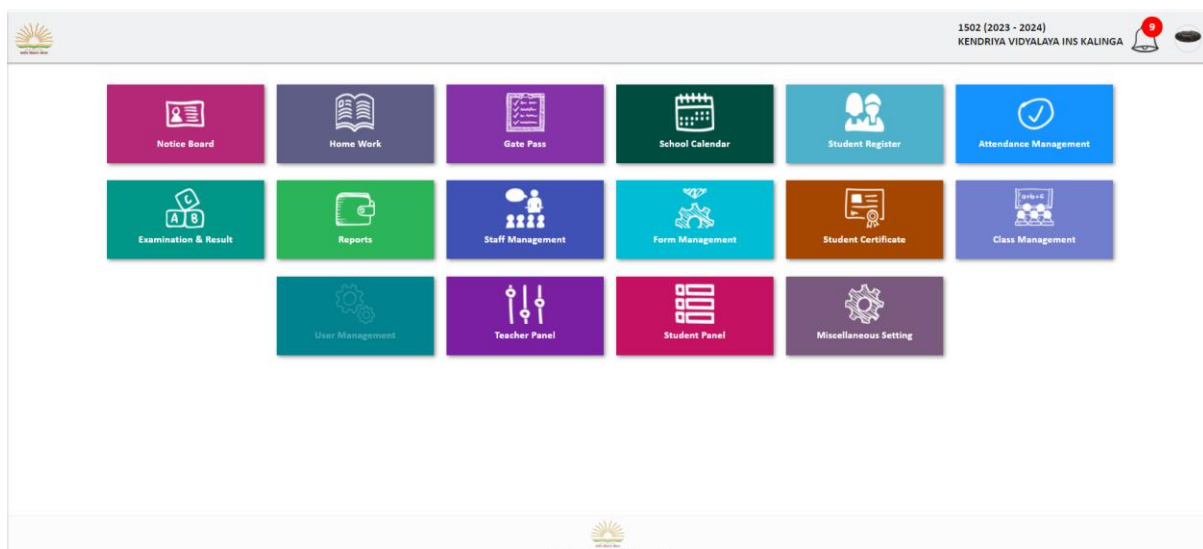 1502 (2023 - 2024)
KENDRIYA VIDYALAYA INS KALINGA
9
Notice Board
Home Work
Gate Pass
School Calendar
Student Register
Attendance Management
C
A B
Examination & Result
Reports
Staff Management
Form Management
Student Certificate
Class Management
User Management
Teacher Panel
Student Panel
Miscellaneous Setting